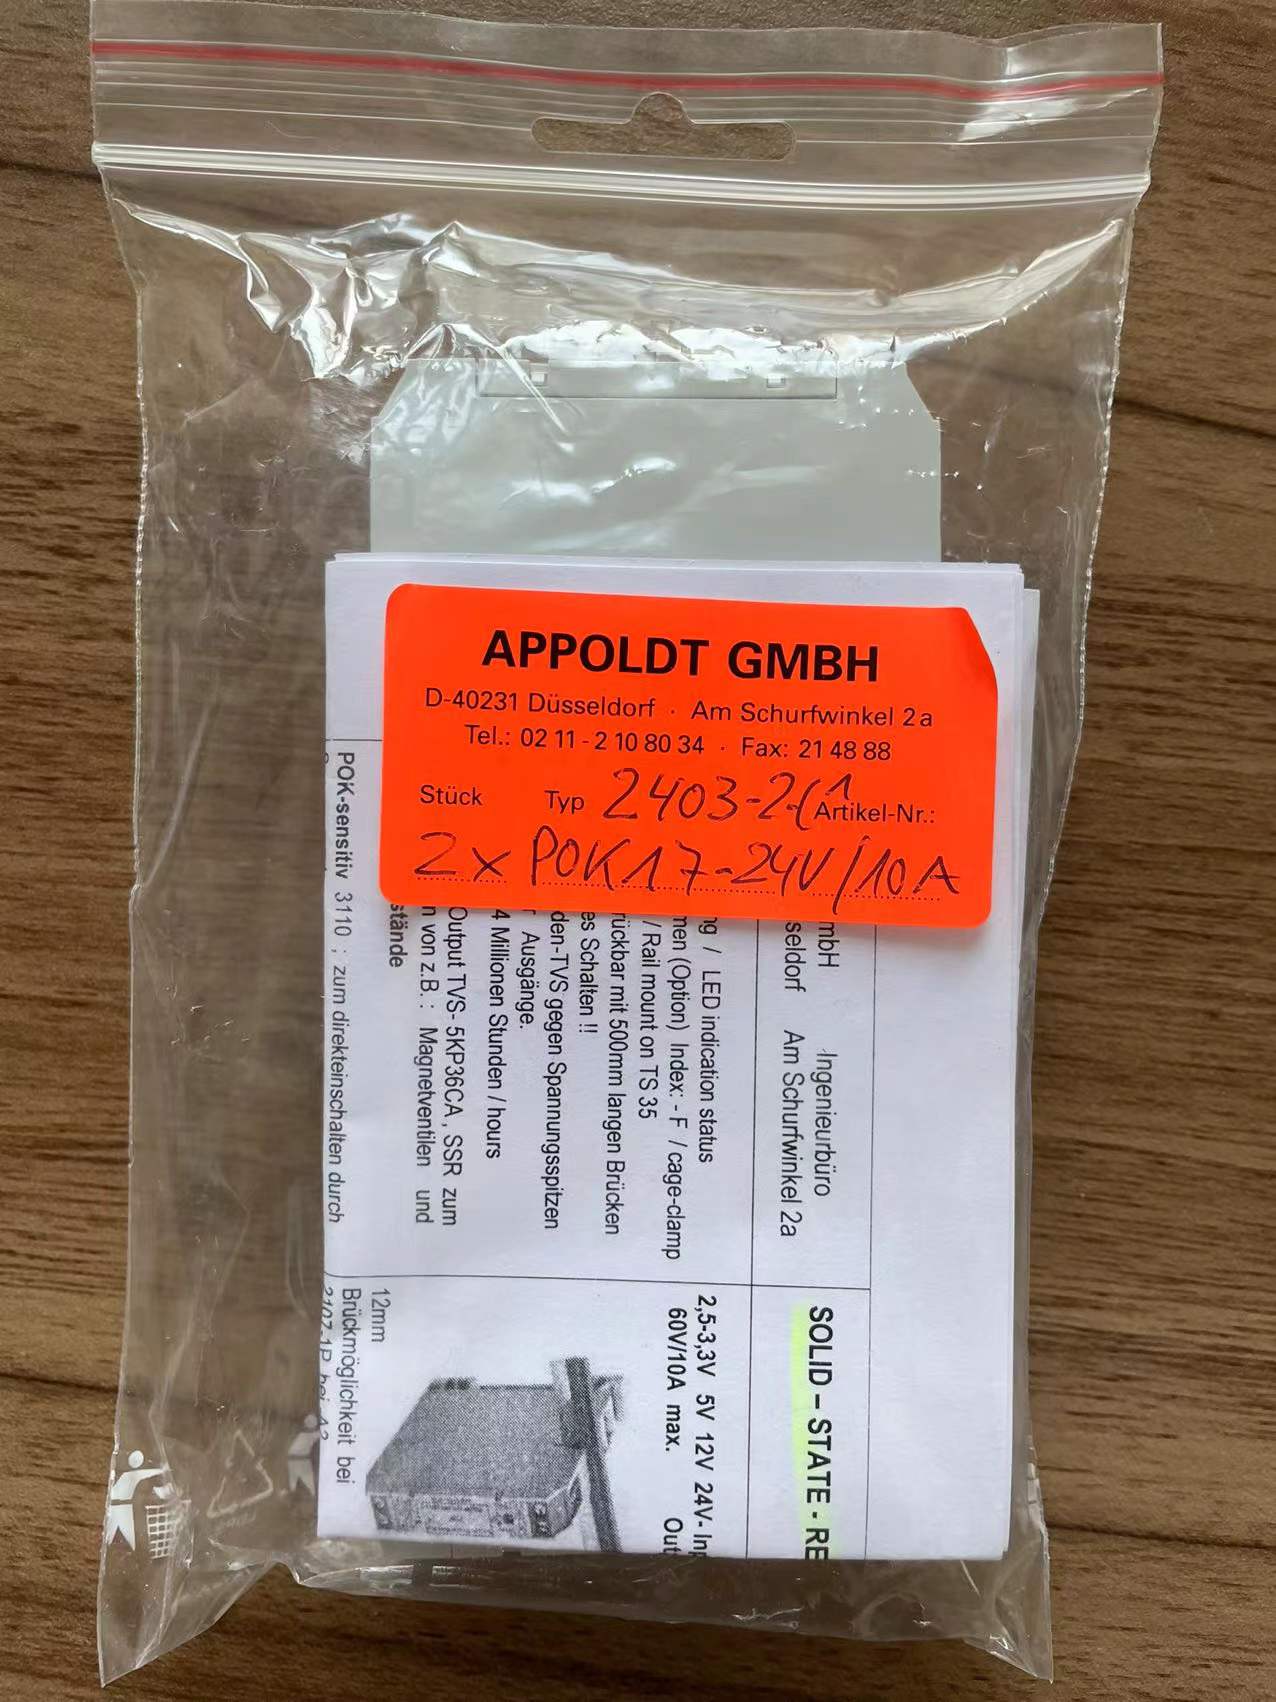 APPOLDT GMBH
D-40231 Düsseldorf · Am Schurfwinkel 2a
Tel.: 02 11 - 2 10 80 34 · Fax: 21 48 88
Stück Typ 2403-2-(1 Artikel-Nr.:
2x POK17-24V/10A
mbH Ingenieurbüro
seldorf Am Schurfwinkel 2a
SOLID – STATE - RE
ng / LED indication status
men (Option) Index: - F / cage-clamp
/ Rail mount on TS 35
rückbar mit 500mm langen Brücken
es Schalten !!
den-TVS gegen Spannungsspitzen
r Ausgänge.
4 Millionen Stunden / hours
Output TVS- 5KP36CA , SSR zum
n von z.B. : Magnetventilen und
stände
POK-sensitiv 3110 ; zum direkteinschalten durch
2,5-3,3V 5V 12V 24V- Inp
60V/10A max. Out
12mm
Brückmöglichkeit bei